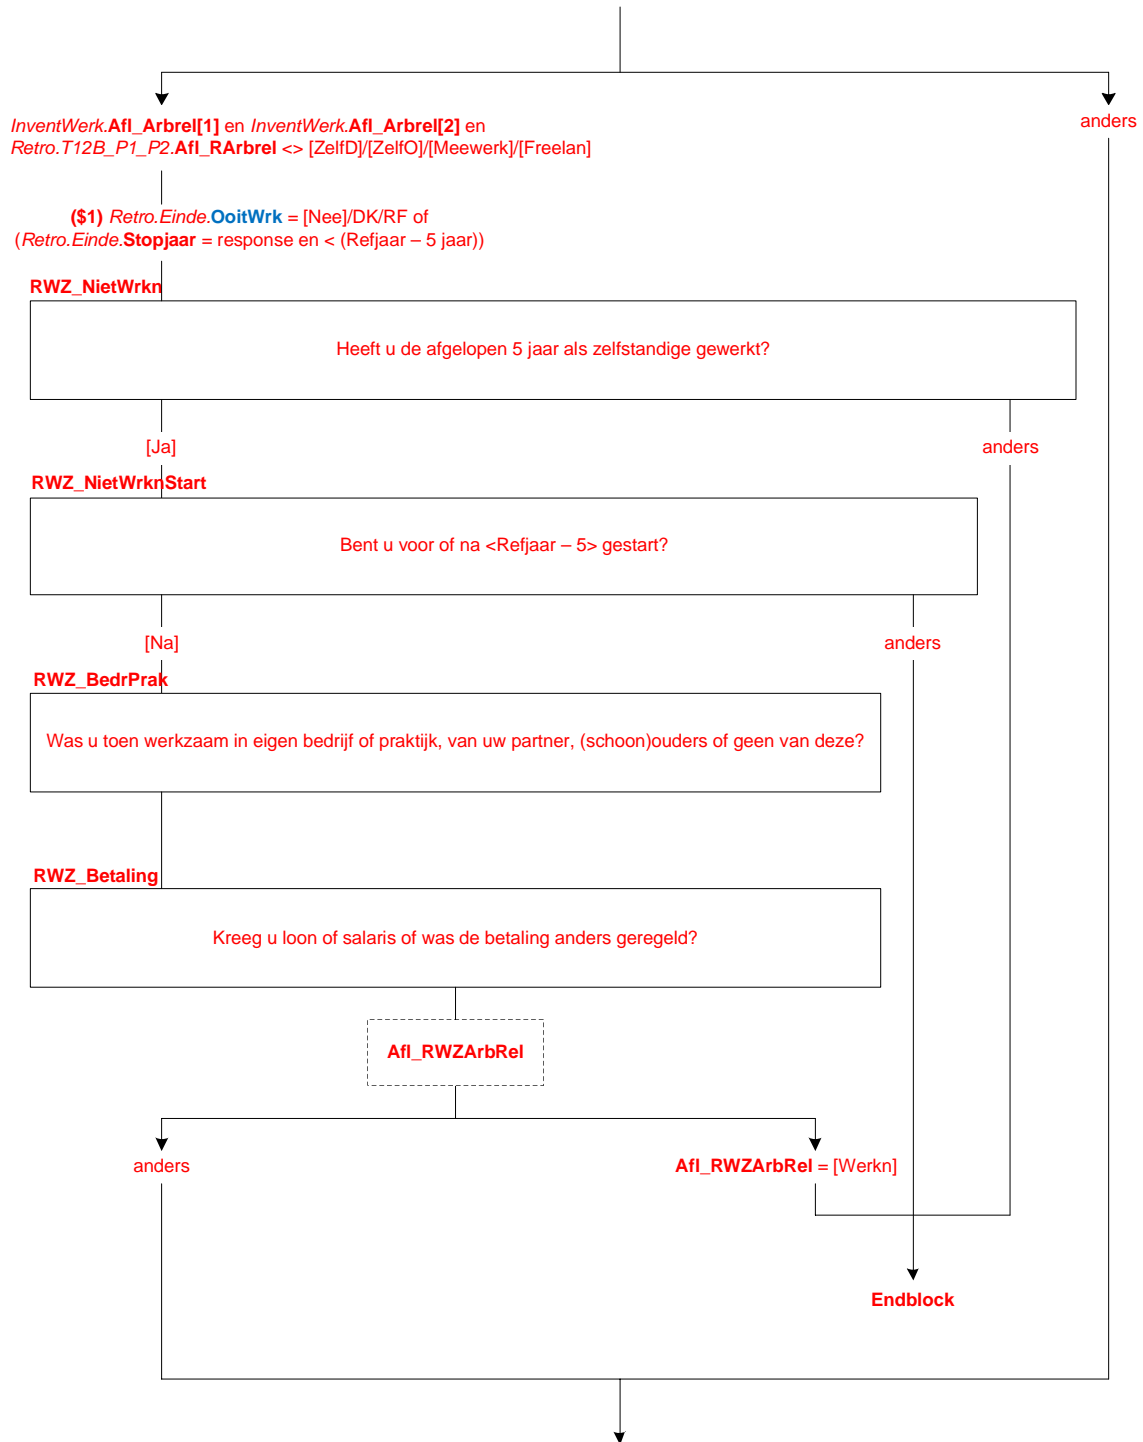 InventWerk.Afl_Arbrel[1] en InventWerk.Afl_Arbrel[2] en
Retro.T12B_P1_P2.Afl_RArbrel <> [ZelfD]/[ZelfO]/[Meewerk]/[Freelan]
anders
($1) Retro.Einde.OoitWrk = [Nee]/DK/RF of
(Retro.Einde.Stopjaar = response en < (Refjaar – 5 jaar))
RWZ_NietWrkn
Heeft u de afgelopen 5 jaar als zelfstandige gewerkt?
[Ja]
anders
RWZ_NietWrknStart
Bent u voor of na <Refjaar – 5> gestart?
[Na]
anders
RWZ_BedrPrak
Was u toen werkzaam in eigen bedrijf of praktijk, van uw partner, (schoon)ouders of geen van deze?
RWZ_Betaling
Kreeg u loon of salaris of was de betaling anders geregeld?
Afl_RWZArbRel
anders
Afl_RWZArbRel = [Werkn]
Endblock